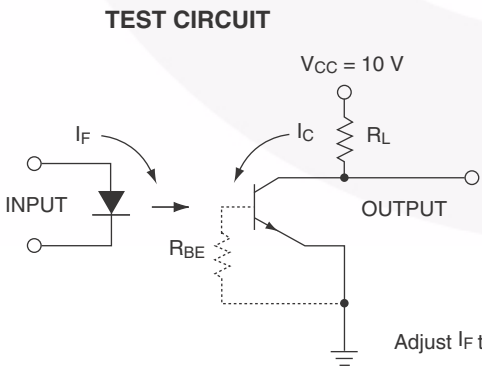 TEST CIRCUIT
VCC = 10 V
IF
IC
RL
INPUT
OUTPUT
RBE
Adjust IF